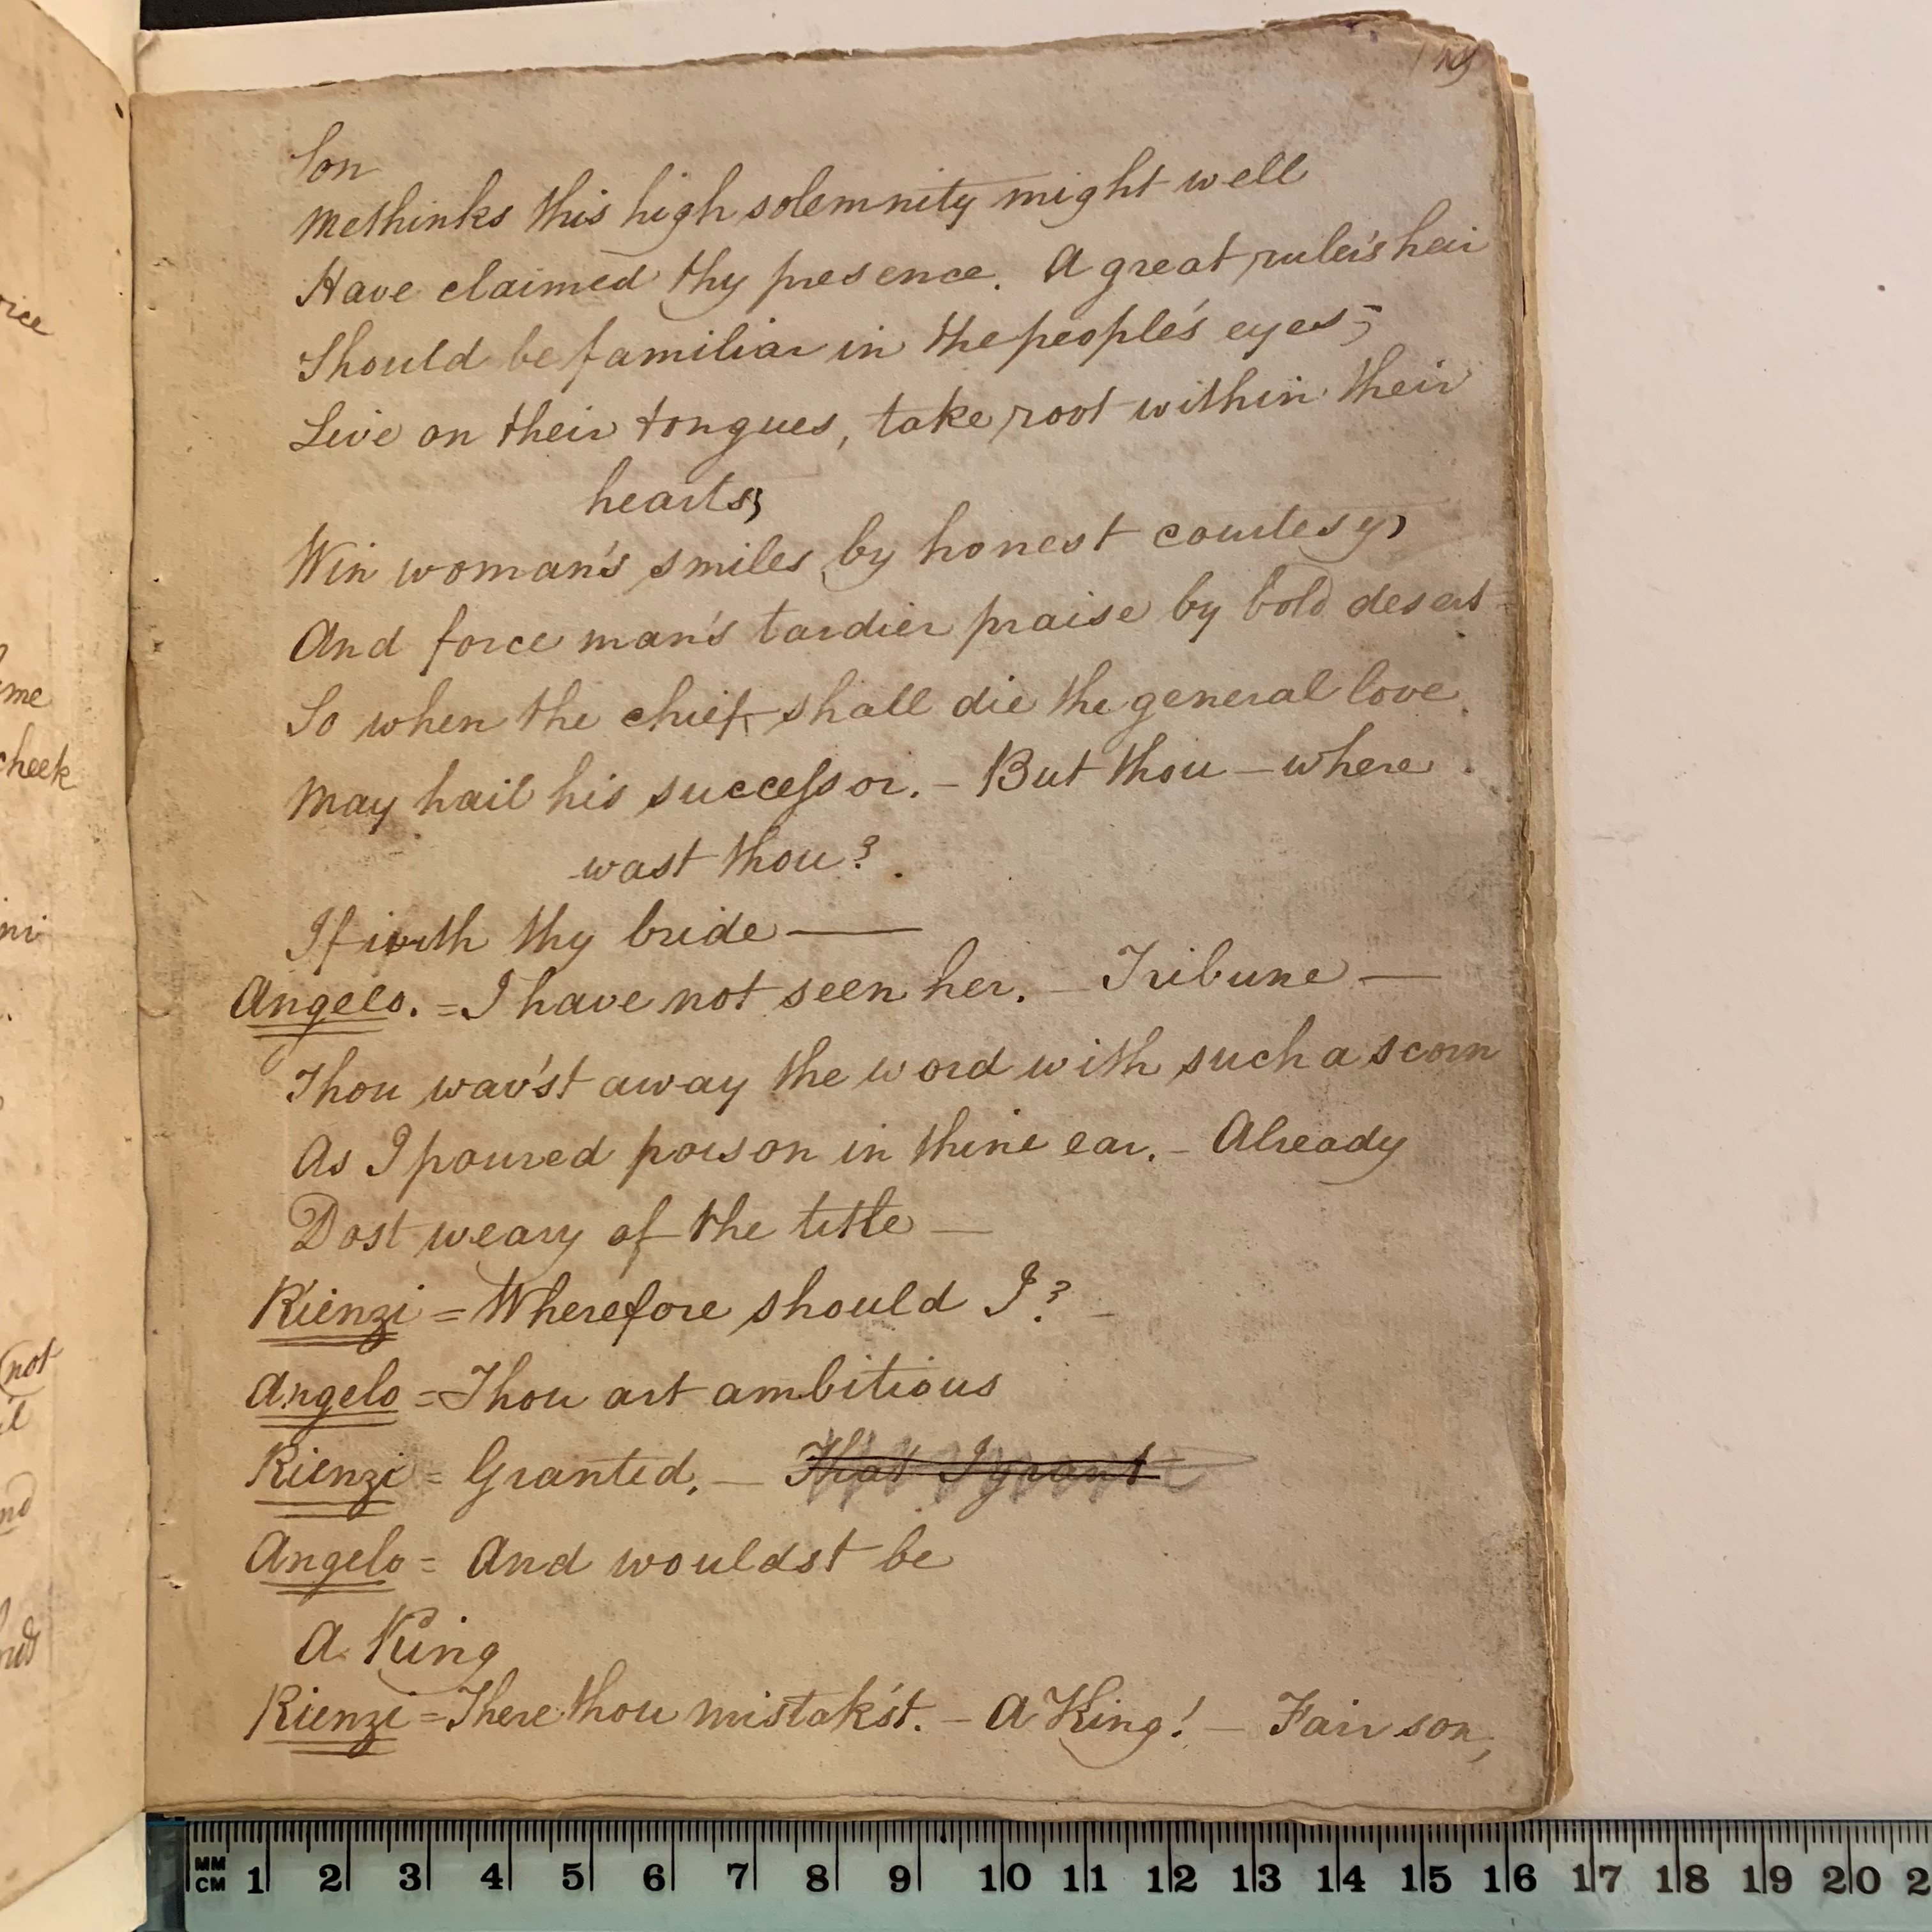 Son
Methinks this high solemnity might well
Have claimed thy presence. A great ruler's heir
Should be familiar in the people's eyes;
Live on their tongues, take root within their
hearts;
Win woman's smiles by honest courtesy,
And force man's tardier praise by bold desert
So when the chief shall die the general love
May hail his successor. – But thou – where
wast thou?
If with thy bride —
Angelo. = I have not seen her. – Tribune —
Thou wav'st away the word with such a scorn
As I poured poison in thine ear. – Already
Dost weary of the title —
Rienzi = Wherefore should I? –
Angelo = Thou art ambitious
Rienzi = Granted. — That I grant
Angelo = And wouldst be
A King
Rienzi = There thou mistak'st. – A King! – Fair son,
ice
me
cheek
not
MM
CM 1 2 3 4 5 6 7 8 9 10 11 12 13 14 15 16 17 18 19 20 2